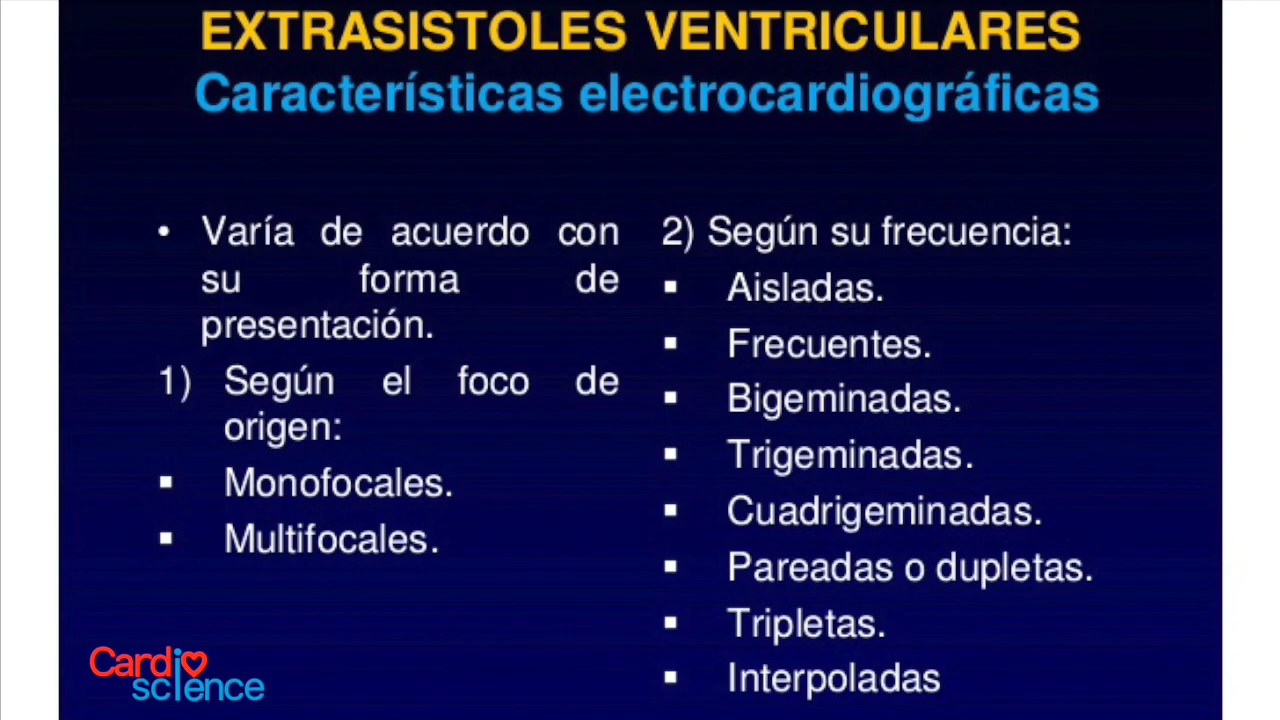 EXTRASISTOLES VENTRICULARES
Características electrocardiográficas
• Varía de acuerdo con
su forma de
presentación.
1) Según el foco de
origen:
▪ Monofocales.
▪ Multifocales.
2) Según su frecuencia:
▪ Aisladas.
▪ Frecuentes.
▪ Bigeminadas.
▪ Trigeminadas.
▪ Cuadrigeminadas.
▪ Pareadas o dupletas.
▪ Tripletas.
▪ Interpoladas
Cardio
science